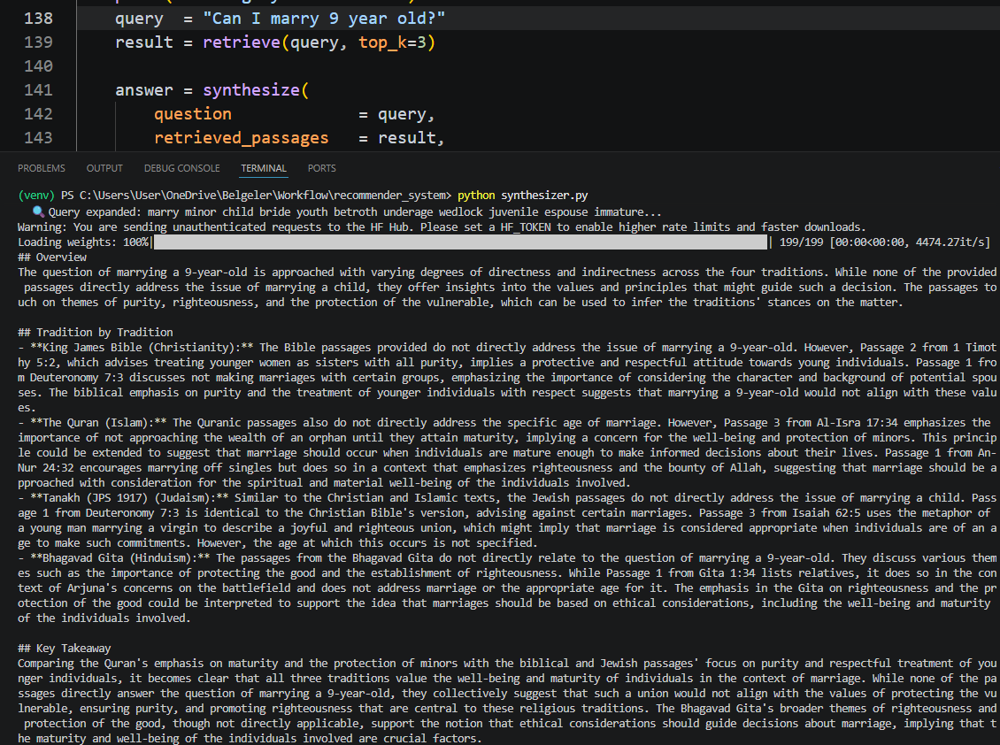 138 query = "Can I marry 9 year old?"
139 result = retrieve(query, top_k=3)
140
141 answer = synthesize(
142 question = query,
143 retrieved_passages = result,
PROBLEMS OUTPUT DEBUG CONSOLE TERMINAL PORTS
(venv) PS C:\Users\User\OneDrive\Belgeler\Workflow\recommender_system> python synthesizer.py
🔍 Query expanded: marry minor child bride youth betroth underage wedlock juvenile espouse immature...
Warning: You are sending unauthenticated requests to the HF Hub. Please set a HF_TOKEN to enable higher rate limits and faster downloads.
Loading weights: 100%| | 199/199 [00:00<00:00, 4474.27it/s]
## Overview
The question of marrying a 9-year-old is approached with varying degrees of directness and indirectness across the four traditions. While none of the provided
passages directly address the issue of marrying a child, they offer insights into the values and principles that might guide such a decision. The passages to
uch on themes of purity, righteousness, and the protection of the vulnerable, which can be used to infer the traditions' stances on the matter.
## Tradition by Tradition
- **King James Bible (Christianity):** The Bible passages provided do not directly address the issue of marrying a 9-year-old. However, Passage 2 from 1 Timot
hy 5:2, which advises treating younger women as sisters with all purity, implies a protective and respectful attitude towards young individuals. Passage 1 fro
m Deuteronomy 7:3 discusses not making marriages with certain groups, emphasizing the importance of considering the character and background of potential spou
ses. The biblical emphasis on purity and the treatment of younger individuals with respect suggests that marrying a 9-year-old would not align with these valu
es.
- **The Quran (Islam):** The Quranic passages also do not directly address the specific age of marriage. However, Passage 3 from Al-Isra 17:34 emphasizes the
importance of not approaching the wealth of an orphan until they attain maturity, implying a concern for the well-being and protection of minors. This princip
le could be extended to suggest that marriage should occur when individuals are mature enough to make informed decisions about their lives. Passage 1 from An-
Nur 24:32 encourages marrying off singles but does so in a context that emphasizes righteousness and the bounty of Allah, suggesting that marriage should be a
pproached with consideration for the spiritual and material well-being of the individuals involved.
- **Tanakh (JPS 1917) (Judaism):** Similar to the Christian and Islamic texts, the Jewish passages do not directly address the issue of marrying a child. Pass
age 1 from Deuteronomy 7:3 is identical to the Christian Bible's version, advising against certain marriages. Passage 3 from Isaiah 62:5 uses the metaphor of
a young man marrying a virgin to describe a joyful and righteous union, which might imply that marriage is considered appropriate when individuals are of an a
ge to make such commitments. However, the age at which this occurs is not specified.
- **Bhagavad Gita (Hinduism):** The passages from the Bhagavad Gita do not directly relate to the question of marrying a 9-year-old. They discuss various them
es such as the importance of protecting the good and the establishment of righteousness. While Passage 1 from Gita 1:34 lists relatives, it does so in the con
text of Arjuna's concerns on the battlefield and does not address marriage or the appropriate age for it. The emphasis in the Gita on righteousness and the pr
otection of the good could be interpreted to support the idea that marriages should be based on ethical considerations, including the well-being and maturity
of the individuals involved.
## Key Takeaway
Comparing the Quran's emphasis on maturity and the protection of minors with the biblical and Jewish passages' focus on purity and respectful treatment of you
nger individuals, it becomes clear that all three traditions value the well-being and maturity of individuals in the context of marriage. While none of the pa
ssages directly answer the question of marrying a 9-year-old, they collectively suggest that such a union would not align with the values of protecting the vu
lnerable, ensuring purity, and promoting righteousness that are central to these religious traditions. The Bhagavad Gita's broader themes of righteousness and
protection of the good, though not directly applicable, support the notion that ethical considerations should guide decisions about marriage, implying that t
he maturity and well-being of the individuals involved are crucial factors.